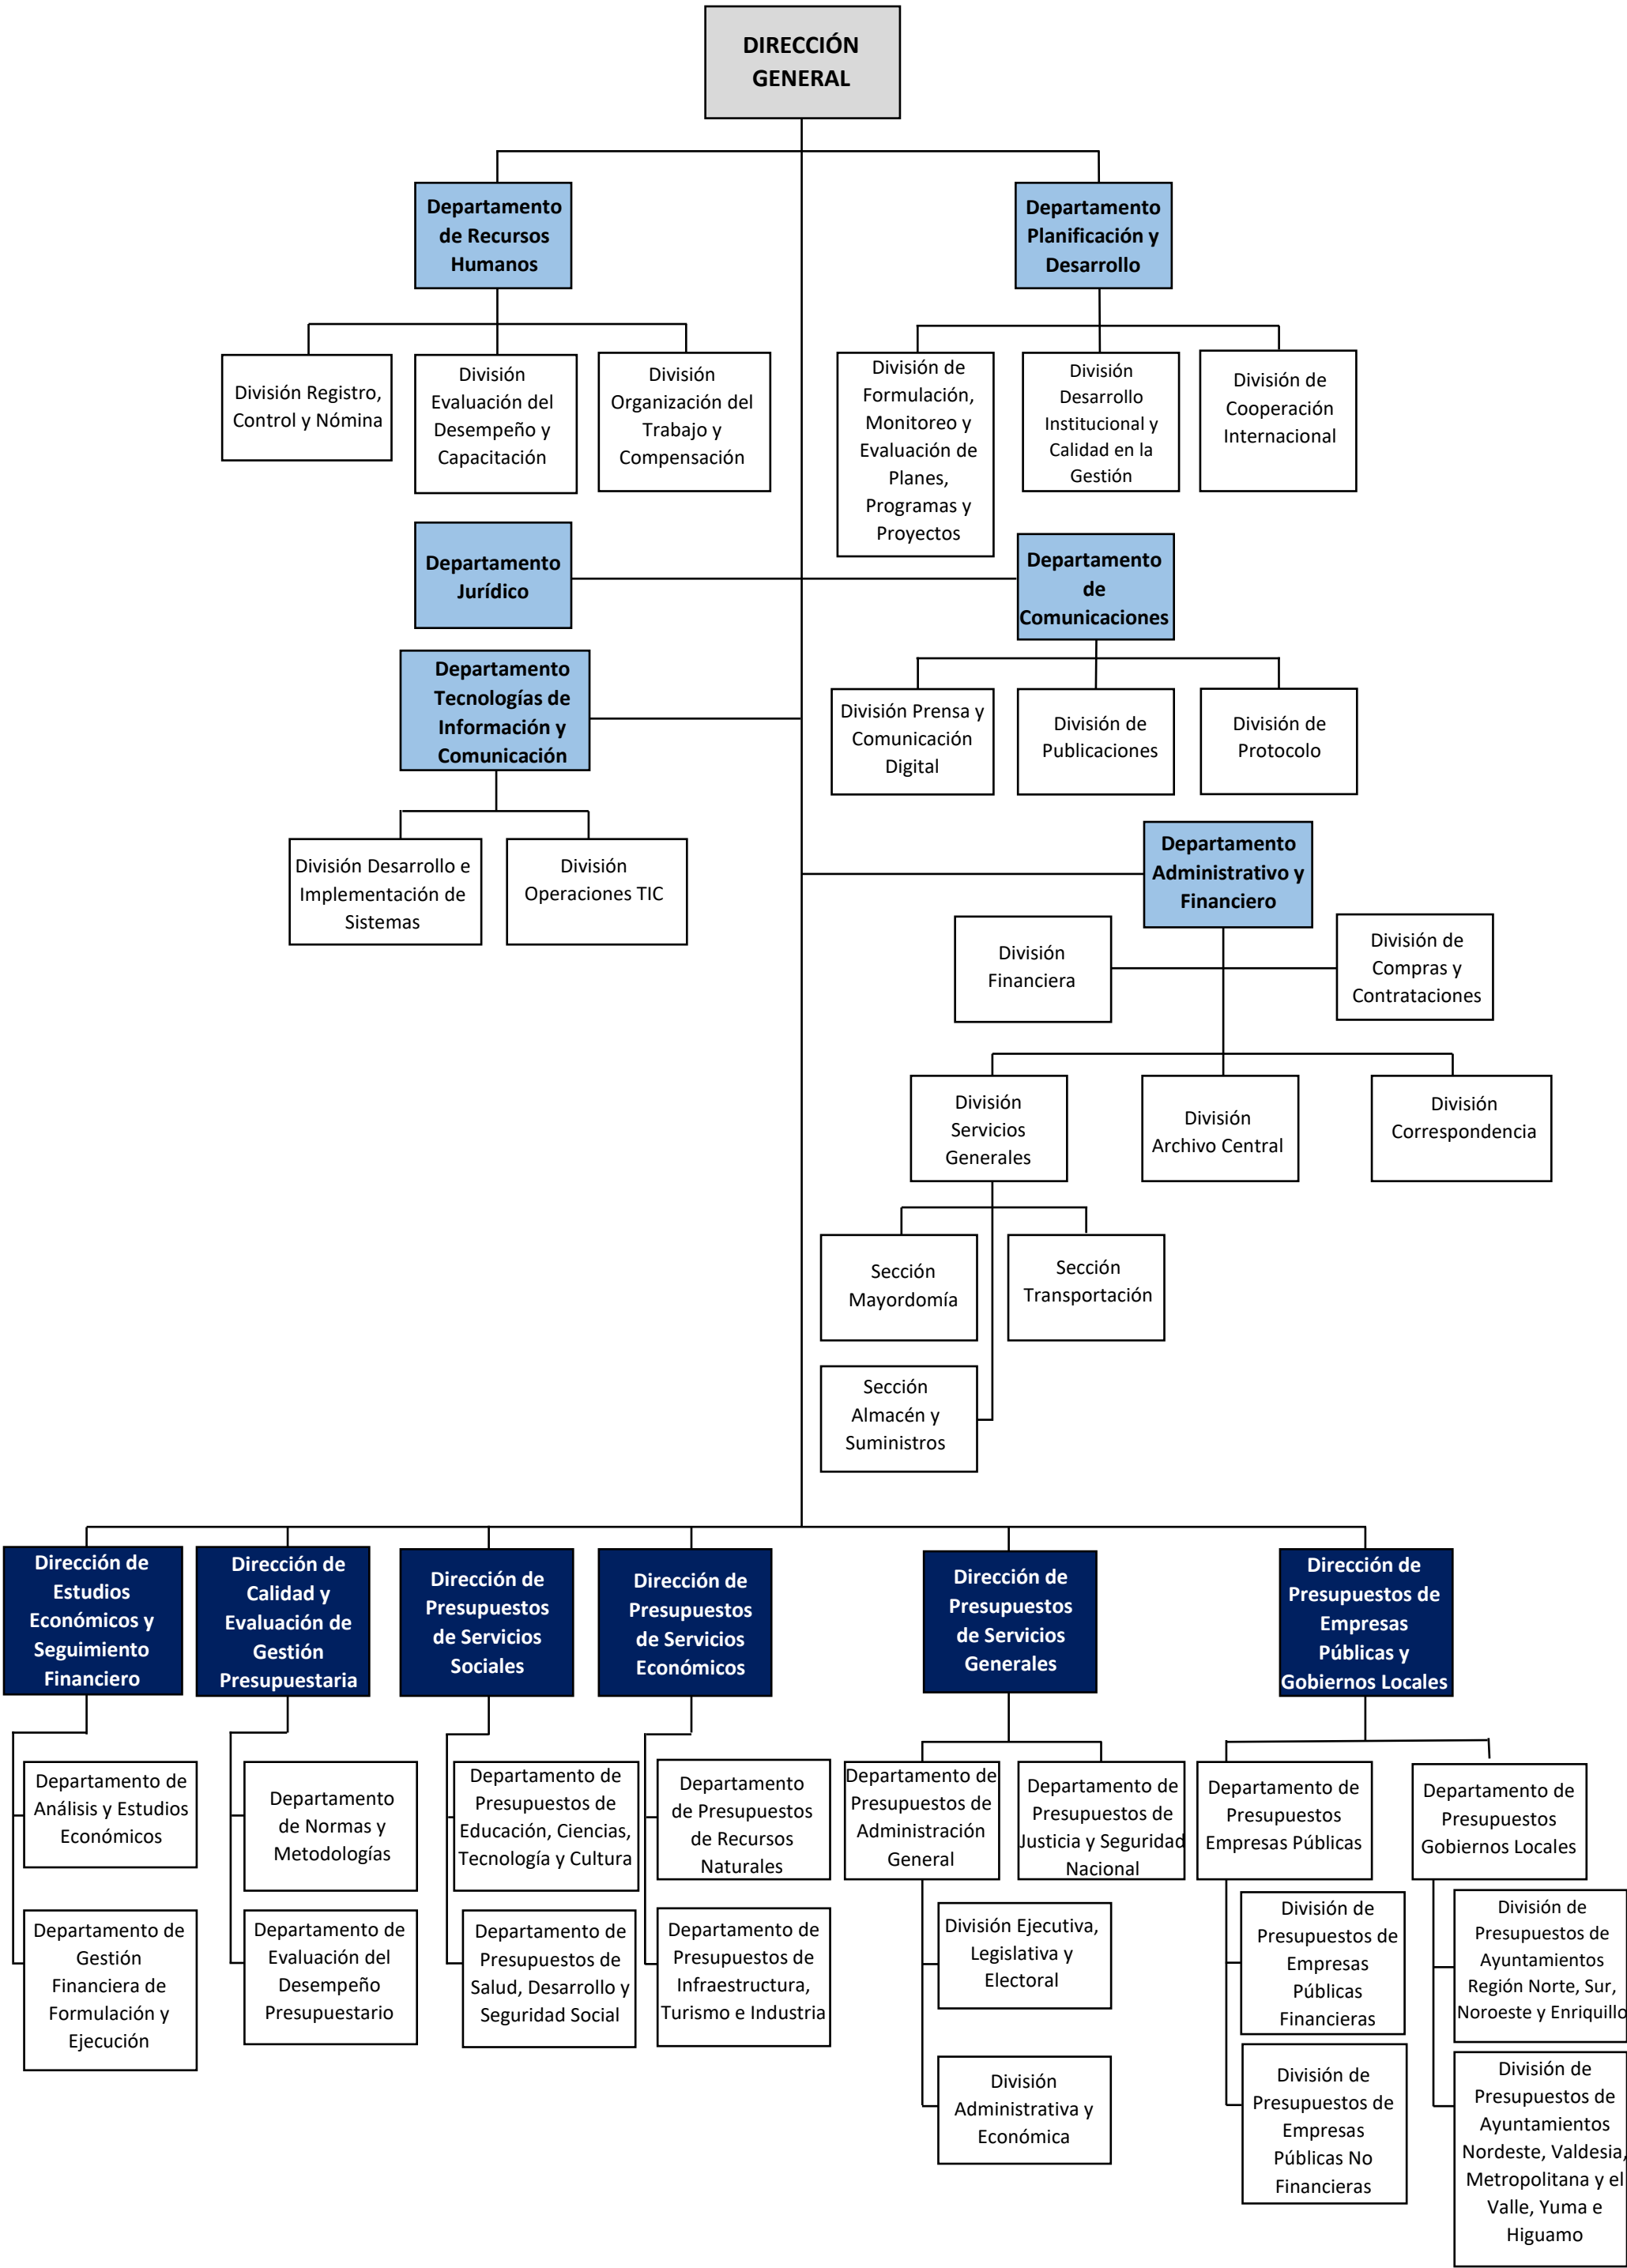 DIRECCIÓN
GENERAL
Departamento
de Recursos
Humanos
Departamento
Planificación y
Desarrollo
División Registro,
Control y Nómina
División
Evaluación del
Desempeño y
Capacitación
División
Organización del
Trabajo y
Compensación
División de
Formulación,
Monitoreo y
Evaluación de
Planes,
Programas y
Proyectos
División
Desarrollo
Institucional y
Calidad en la
Gestión
División de
Cooperación
Internacional
Departamento
Jurídico
Departamento
de
Comunicaciones
Departamento
Tecnologías de
Información y
Comunicación
División Prensa y
Comunicación
Digital
División de
Publicaciones
División de
Protocolo
División Desarrollo e
Implementación de
Sistemas
División
Operaciones TIC
Departamento
Administrativo y
Financiero
División
Financiera
División de
Compras y
Contrataciones
División
Servicios
Generales
División
Archivo Central
División
Correspondencia
Sección
Mayordomía
Sección
Transportación
Sección
Almacén y
Suministros
Dirección de
Estudios
Económicos y
Seguimiento
Financiero
Dirección de
Calidad y
Evaluación de
Gestión
Presupuestaria
Dirección de
Presupuestos
de Servicios
Sociales
Dirección de
Presupuestos
de Servicios
Económicos
Dirección de
Presupuestos
de Servicios
Generales
Dirección de
Presupuestos de
Empresas
Públicas y
Gobiernos Locales
Departamento de
Análisis y Estudios
Económicos
Departamento
de Normas y
Metodologías
Departamento de
Presupuestos de
Educación, Ciencias,
Tecnología y Cultura
Departamento
de Presupuestos
de Recursos
Naturales
Departamento de
Presupuestos de
Administración
General
Departamento de
Presupuestos de
Justicia y Seguridad
Nacional
Departamento de
Presupuestos
Empresas Públicas
Departamento de
Presupuestos
Gobiernos Locales
Departamento de
Gestión
Financiera de
Formulación y
Ejecución
Departamento de
Evaluación del
Desempeño
Presupuestario
Departamento de
Presupuestos de
Salud, Desarrollo y
Seguridad Social
Departamento de
Presupuestos de
Infraestructura,
Turismo e Industria
División Ejecutiva,
Legislativa y
Electoral
División de
Presupuestos de
Empresas
Públicas
Financieras
División de
Presupuestos de
Ayuntamientos
Región Norte, Sur,
Noroeste y Enriquillo
División
Administrativa y
Económica
División de
Presupuestos de
Empresas
Públicas No
Financieras
División de
Presupuestos de
Ayuntamientos
Nordeste, Valdesia,
Metropolitana y el
Valle, Yuma e
Higuamo